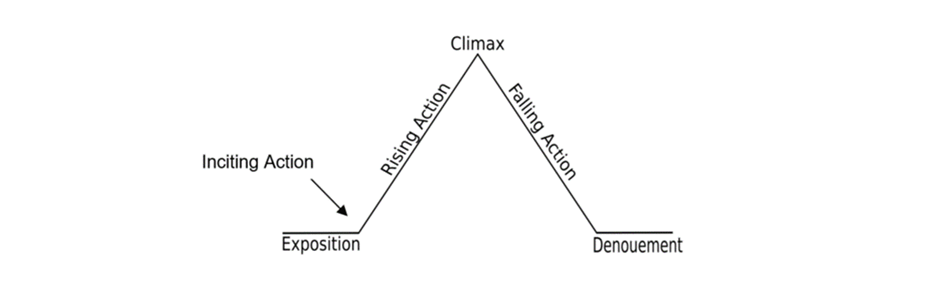 Climax
Rising Action
Falling Action
Inciting Action
Exposition
Denouement